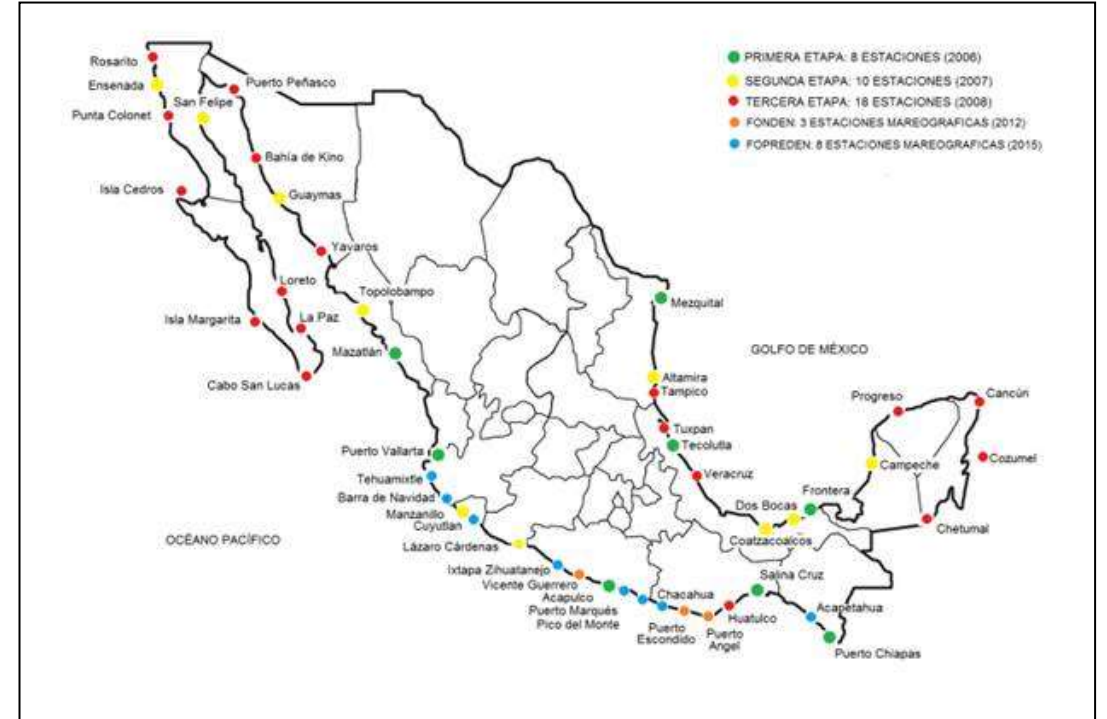 PRIMERA ETAPA: 8 ESTACIONES (2006)
SEGUNDA ETAPA: 10 ESTACIONES (2007)
TERCERA ETAPA: 18 ESTACIONES (2008)
FONDEN: 3 ESTACIONES MAREOGRAFICAS (2012)
FOPREDEN: 8 ESTACIONES MAREOGRAFICAS (2015)
Rosarito
Ensenada
San Felipe
Puerto Peñasco
Punta Colonet
Bahía de Kino
Isla Cedros
Guaymas
Yavaros
Loreto
Topolobampo
Mezquital
Isla Margarita
La Paz
Mazatlán
GOLFO DE MÉXICO
Cabo San Lucas
Altamira
Tampico
Progreso
Cancún
Tuxpan
Tecolutla
Puerto Vallarta
Cozumel
Campeche
Veracruz
Tehuamixtle
Barra de Navidad
Frontera
Dos Bocas
Manzanillo
Cuyutlan
Chetumal
OCÉANO PACÍFICO
Coatzacoalcos
Lázaro Cárdenas
Ixtapa Zihuatanejo
Salina Cruz
Vicente Guerrero
Acapulco
Chacahua
Puerto Marqués
Acapetahua
Pico del Monte
Huatulco
Puerto
Escondido
Puerto
Angel
Puerto Chiapas